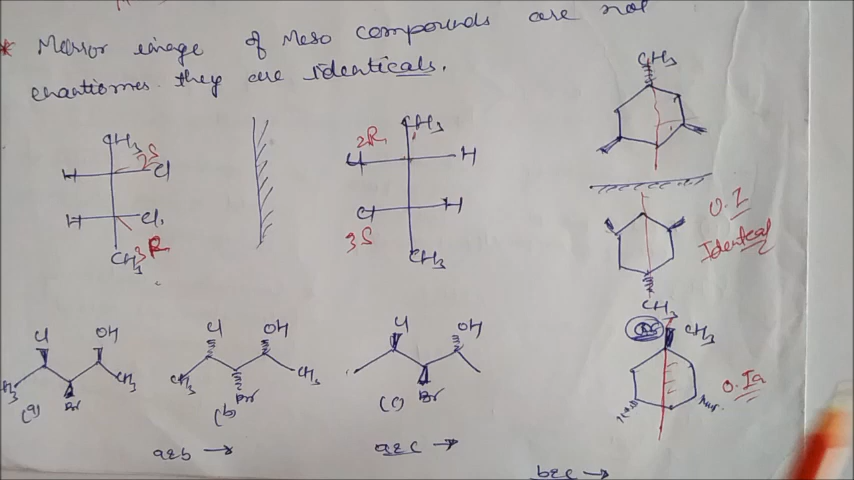 * Mirror image of Meso compounds are not
enantiomers they are identicals.
CH3
2S
H Cl
H Cl
3R
CH3
CH3
2R
Cl H
Cl H
3S
CH3
CH3
O.I
Identical
CH3
CH3
O.Ia
Cl OH
CH3 Br CH3
(a)
Cl OH
CH3 Br CH3
(b)
Cl OH
Br
(c)
a&b →
a&c →
b&c →